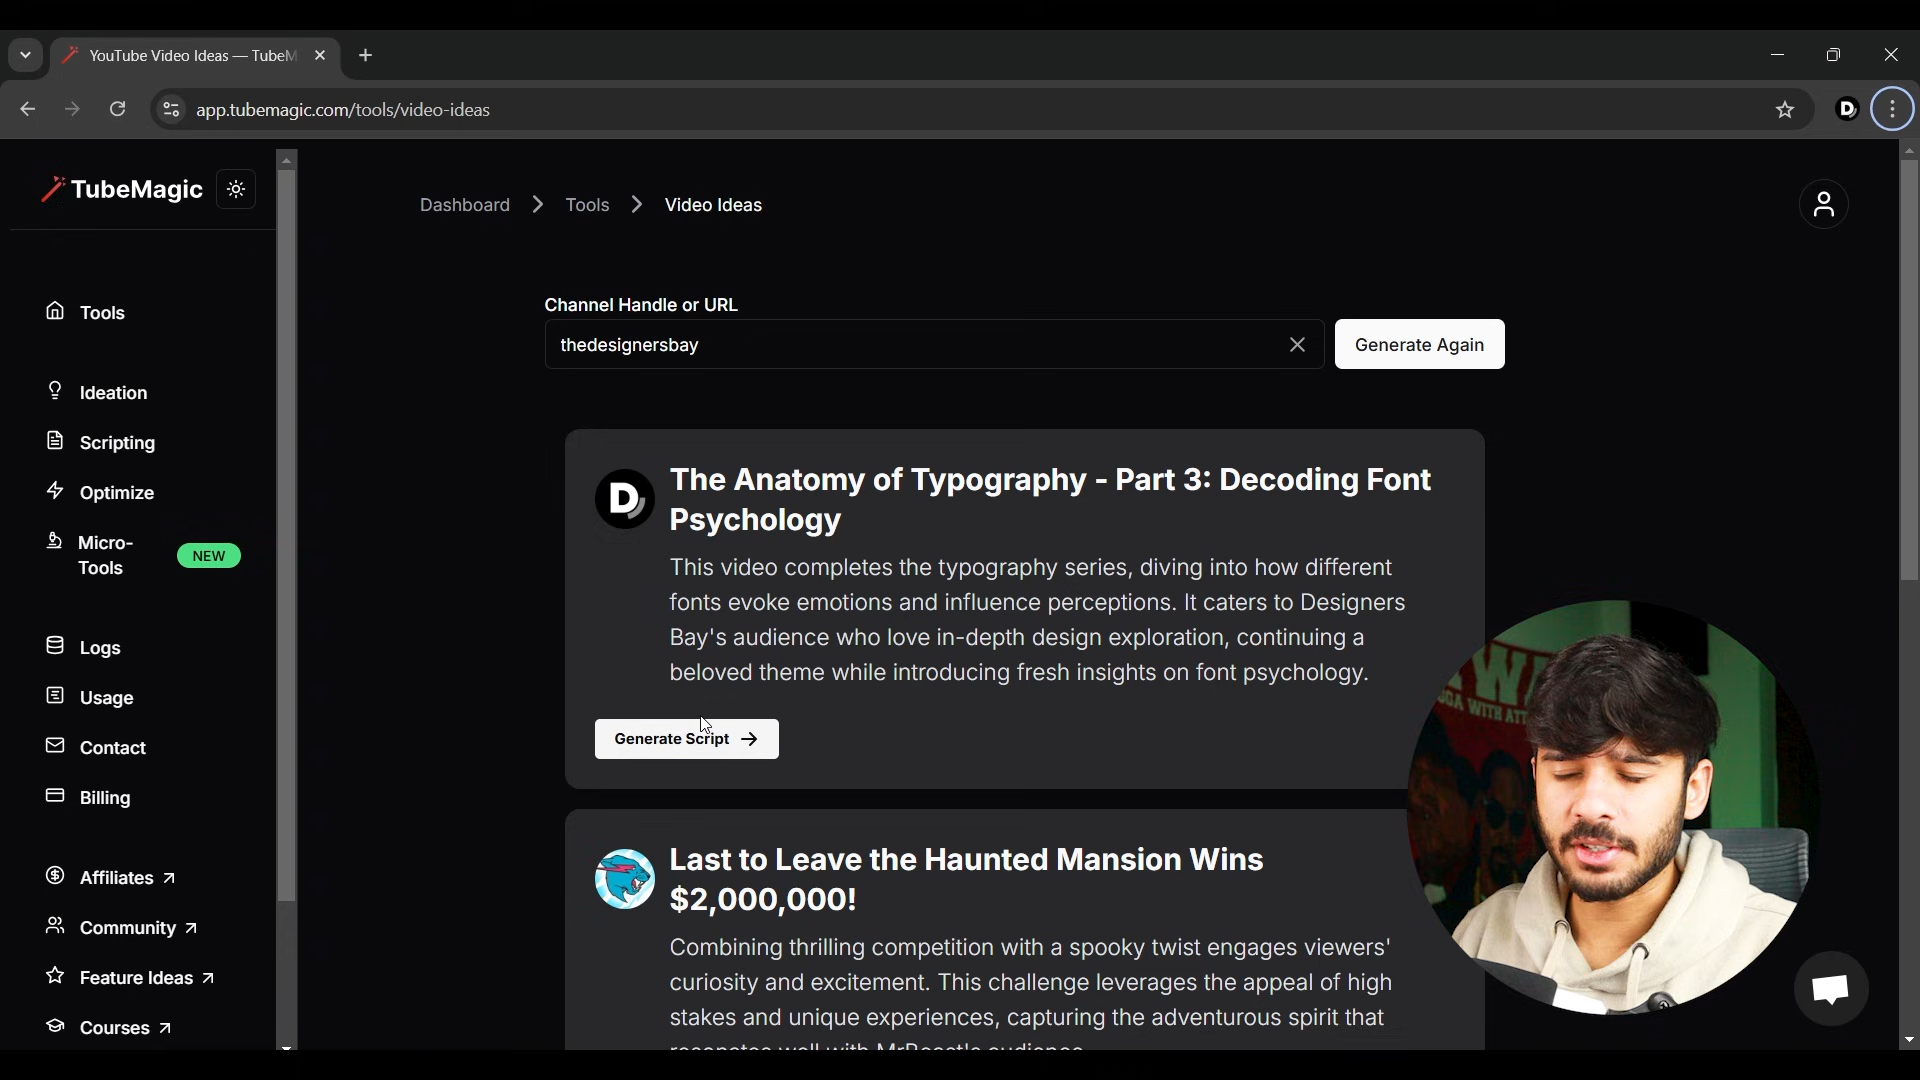 YouTube Video Ideas — TubeM
app.tubemagic.com/tools/video-ideas
D
TubeMagic
Dashboard
Tools
Video Ideas
Tools
Ideation
Scripting
Optimize
Micro-
Tools
NEW
Logs
Usage
Contact
Billing
Affiliates
Community
Feature Ideas
Courses
Channel Handle or URL
thedesignersbay
Generate Again
D
The Anatomy of Typography - Part 3: Decoding Font
Psychology
This video completes the typography series, diving into how different
fonts evoke emotions and influence perceptions. It caters to Designers
Bay's audience who love in-depth design exploration, continuing a
beloved theme while introducing fresh insights on font psychology.
Generate Script
Last to Leave the Haunted Mansion Wins
$2,000,000!
Combining thrilling competition with a spooky twist engages viewers'
curiosity and excitement. This challenge leverages the appeal of high
stakes and unique experiences, capturing the adventurous spirit that
resonates well with MrBeast's audience.